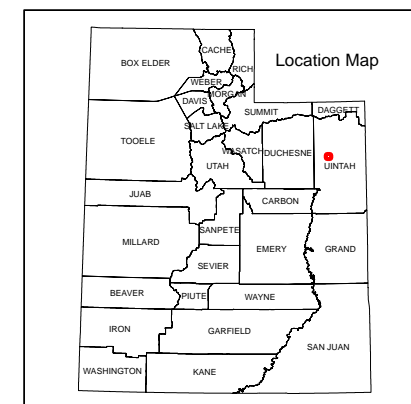 Location Map
BOX ELDER
CACHE
RICH
WEBER
MORGAN
DAVIS
SUMMIT
DAGGETT
SALT LAKE
TOOELE
WASATCH
DUCHESNE
UINTAH
UTAH
JUAB
CARBON
SANPETE
MILLARD
EMERY
GRAND
SEVIER
BEAVER
PIUTE
WAYNE
IRON
GARFIELD
SAN JUAN
WASHINGTON
KANE